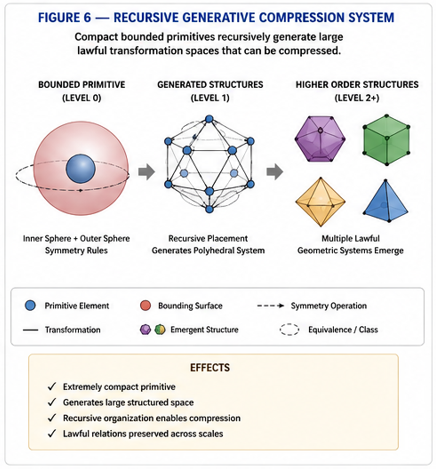 FIGURE 6 — RECURSIVE GENERATIVE COMPRESSION SYSTEM
Compact bounded primitives recursively generate large
lawful transformation spaces that can be compressed.
BOUNDED PRIMITIVE
(LEVEL 0)
GENERATED STRUCTURES
(LEVEL 1)
HIGHER ORDER STRUCTURES
(LEVEL 2+)
Inner Sphere + Outer Sphere
Symmetry Rules
Recursive Placement
Generates Polyhedral System
Multiple Lawful
Geometric Systems Emerge
Primitive Element
Bounding Surface
Symmetry Operation
Transformation
Emergent Structure
Equivalence / Class
EFFECTS
✓ Extremely compact primitive
✓ Generates large structured space
✓ Recursive organization enables compression
✓ Lawful relations preserved across scales